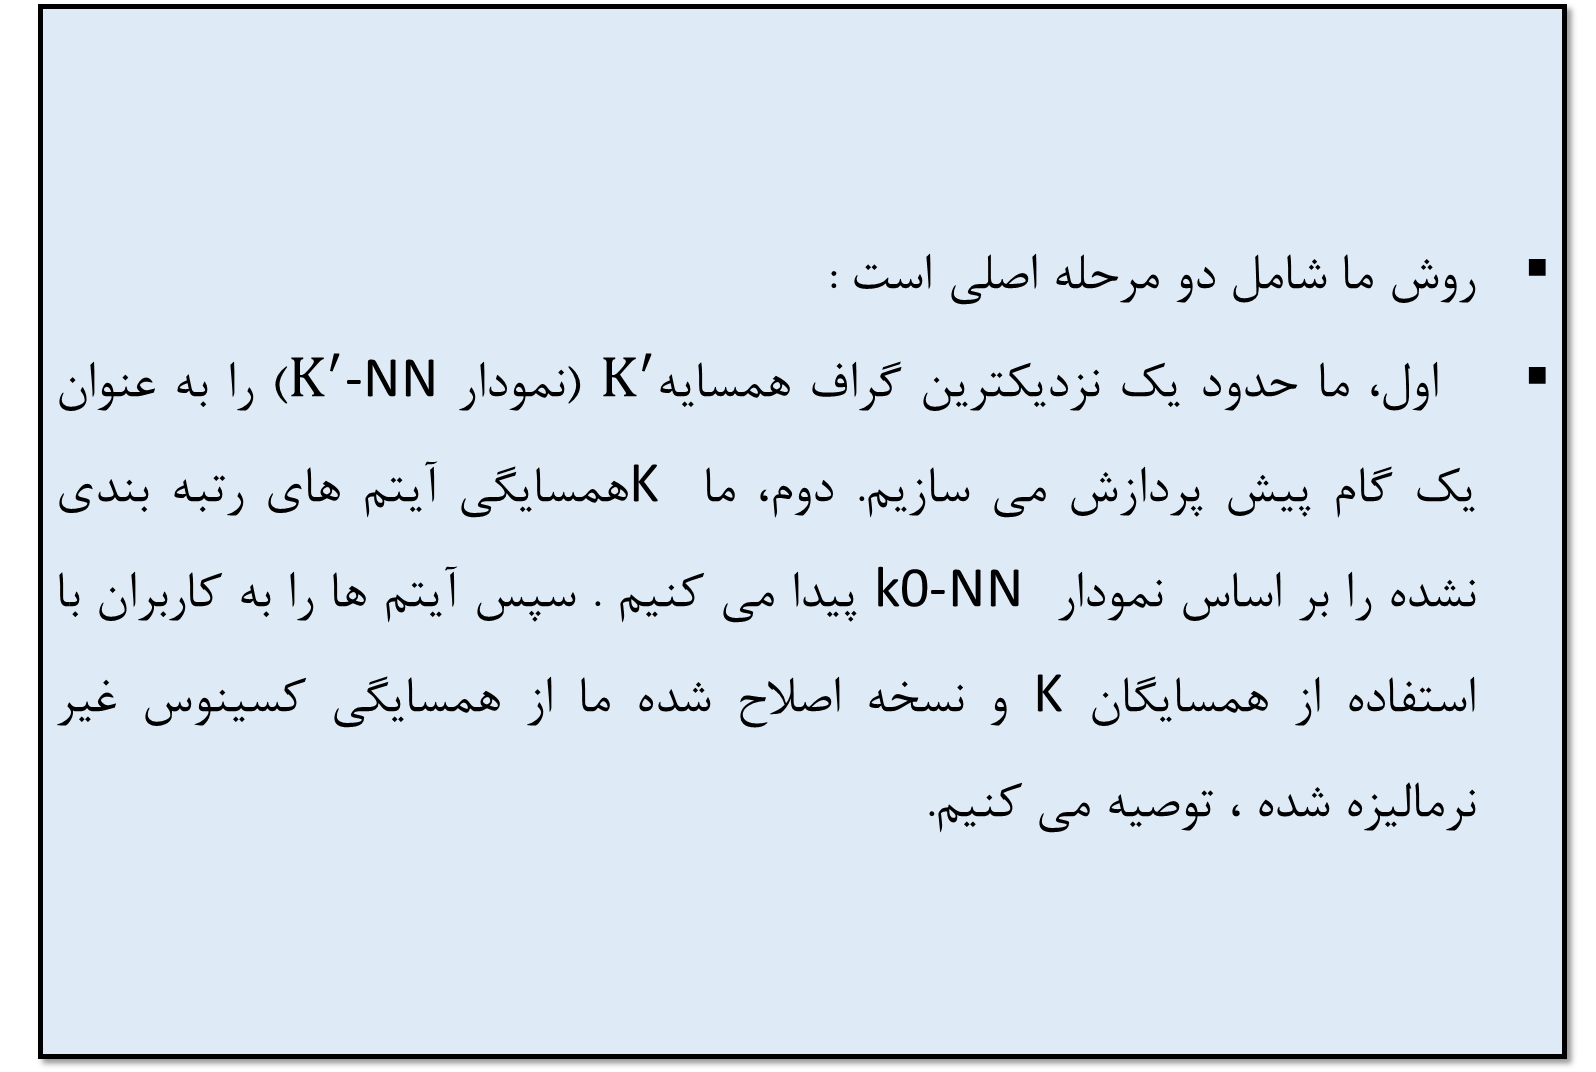 ▪ روش ما شامل دو مرحله اصلی است :
▪ اول، ما حدود یک نزدیکترین گراف همسایه K′ (نمودار K′-NN) را به عنوان
یک گام پیش پردازش می سازیم. دوم، ما Kهمسایگی آیتم های رتبه بندی
نشده را بر اساس نمودار k0-NN پیدا می کنیم . سپس آیتم ها را به کاربران با
استفاده از همسایگان K و نسخه اصلاح شده ما از همسایگی کسینوس غیر
نرمالیزه شده ، توصیه می کنیم.